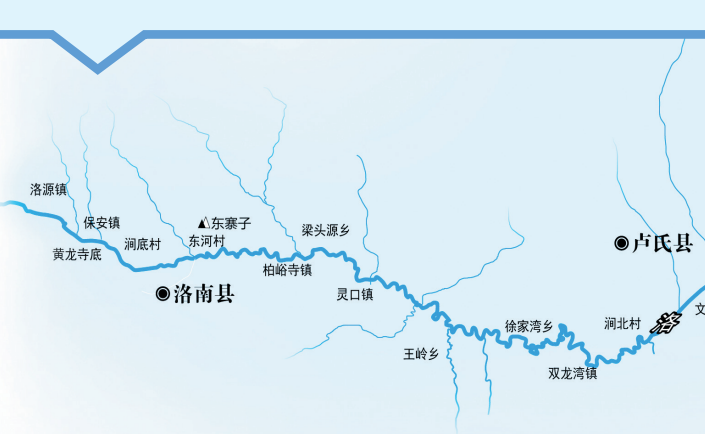 洛源镇
保安镇
黄龙寺底
涧底村
东河村
东寨子
洛南县
柏峪寺镇
梁头源乡
灵口镇
王岭乡
徐家湾乡
双龙湾镇
涧北村
洛
卢氏县
文